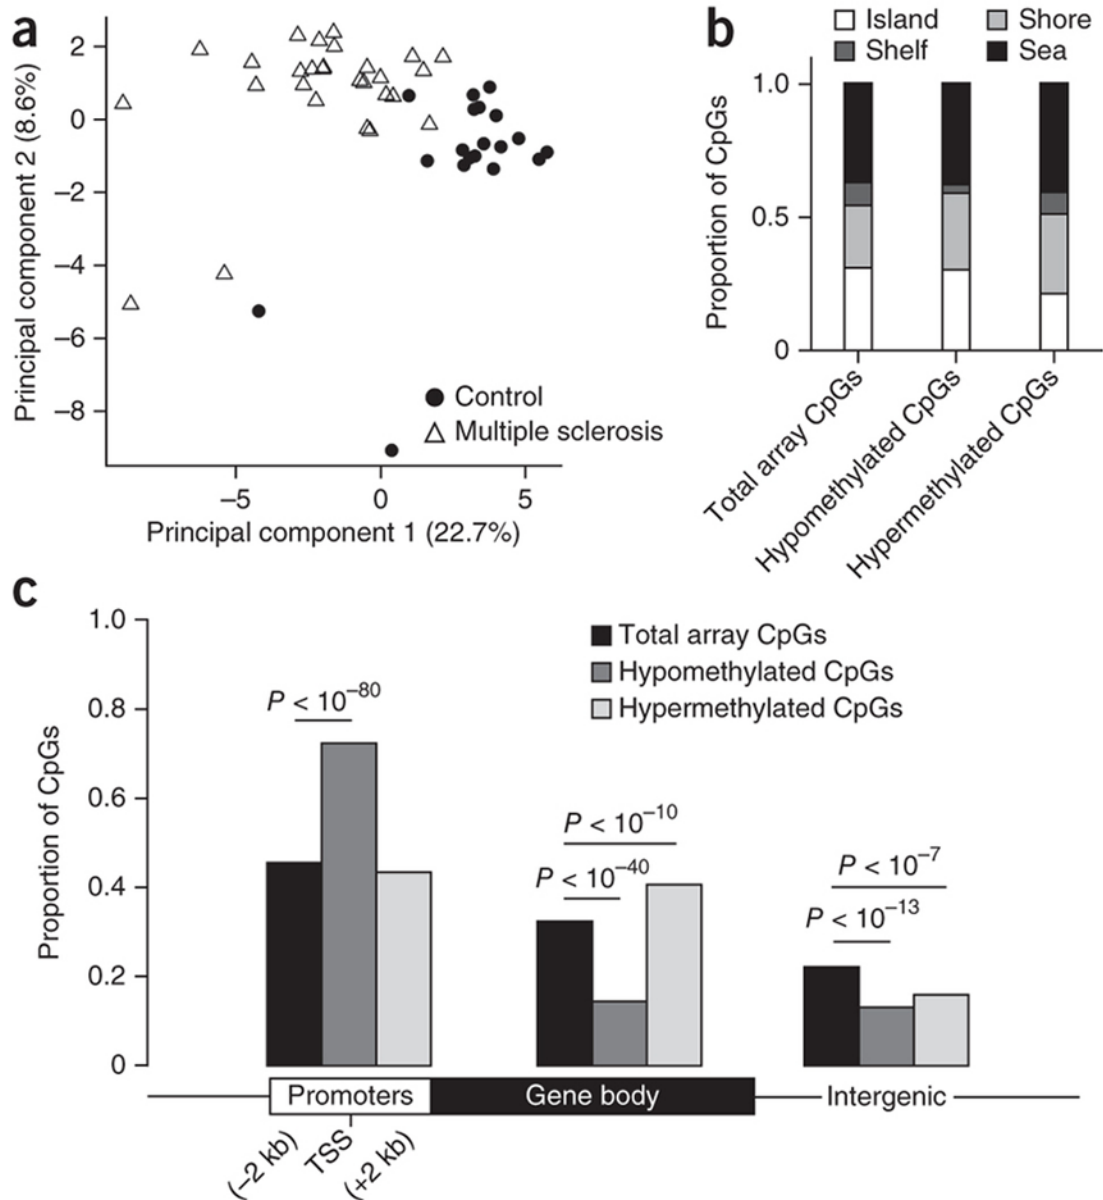 a
2
0
−2
−4
−6
−8
Principal component 2 (8.6%)
Control
Multiple sclerosis
−5 0 5
Principal component 1 (22.7%)
b
Island Shore
Shelf Sea
1.0
0.5
0
Proportion of CpGs
Total array CpGs
Hypomethylated CpGs
Hypermethylated CpGs
c
1.0
0.8
0.6
0.4
0.2
0
Proportion of CpGs
Total array CpGs
Hypomethylated CpGs
Hypermethylated CpGs
P < 10⁻⁸⁰
P < 10⁻¹⁰
P < 10⁻⁴⁰
P < 10⁻⁷
P < 10⁻¹³
Promoters Gene body Intergenic
(−2 kb) TSS (+2 kb)